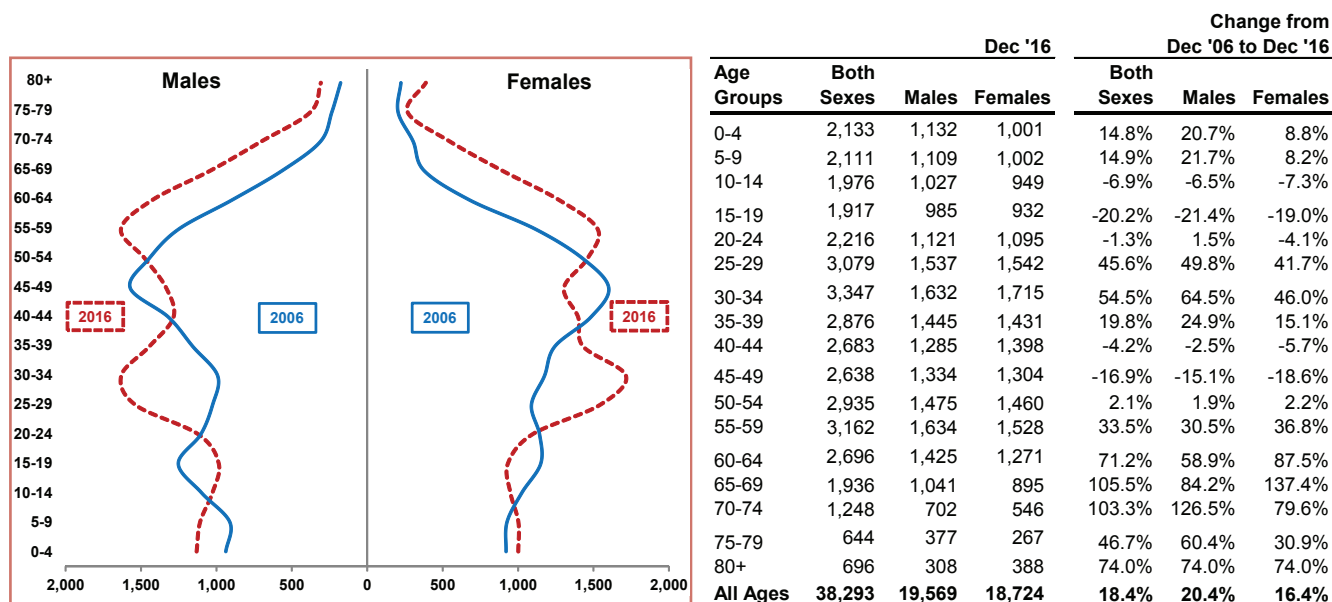 Males
Females
80+
75-79
70-74
65-69
60-64
55-59
50-54
45-49
40-44
35-39
30-34
25-29
20-24
15-19
10-14
5-9
0-4
2016
2006
2006
2016
2,000 1,500 1,000 500 0 500 1,000 1,500 2,000
Change from
Dec '16 Dec '06 to Dec '16
Age Both Both
Groups Sexes Males Females Sexes Males Females
0-4 2,133 1,132 1,001 14.8% 20.7% 8.8%
5-9 2,111 1,109 1,002 14.9% 21.7% 8.2%
10-14 1,976 1,027 949 -6.9% -6.5% -7.3%
15-19 1,917 985 932 -20.2% -21.4% -19.0%
20-24 2,216 1,121 1,095 -1.3% 1.5% -4.1%
25-29 3,079 1,537 1,542 45.6% 49.8% 41.7%
30-34 3,347 1,632 1,715 54.5% 64.5% 46.0%
35-39 2,876 1,445 1,431 19.8% 24.9% 15.1%
40-44 2,683 1,285 1,398 -4.2% -2.5% -5.7%
45-49 2,638 1,334 1,304 -16.9% -15.1% -18.6%
50-54 2,935 1,475 1,460 2.1% 1.9% 2.2%
55-59 3,162 1,634 1,528 33.5% 30.5% 36.8%
60-64 2,696 1,425 1,271 71.2% 58.9% 87.5%
65-69 1,936 1,041 895 105.5% 84.2% 137.4%
70-74 1,248 702 546 103.3% 126.5% 79.6%
75-79 644 377 267 46.7% 60.4% 30.9%
80+ 696 308 388 74.0% 74.0% 74.0%
All Ages 38,293 19,569 18,724 18.4% 20.4% 16.4%